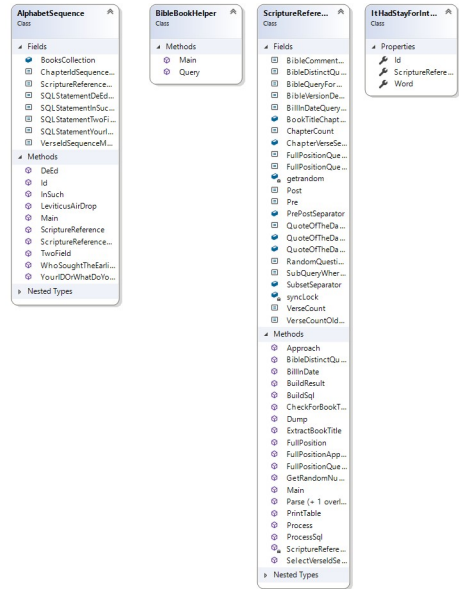 AlphabetSequence
Class
Fields
BooksCollection
ChapterIdSequence...
ScriptureReference...
SQLStatementDeEd...
SQLStatementInSuc...
SQLStatementTwoFi...
SQLStatementYourI...
VerseIdSequenceM...
Methods
DeEd
Id
InSuch
LeviticusAirDrop
Main
ScriptureReference
ScriptureReference...
TwoField
WhoSoughtTheEarli...
YourIDOrWhatDoYo...
Nested Types
BibleBookHelper
Class
Methods
Main
Query
ScriptureRefere...
Class
Fields
BibleComment...
BibleDistinctQu...
BibleQueryFor...
BibleVersionDe...
BillInDateQuery...
BookTitleChapt...
ChapterCount
ChapterVerseSe...
FullPositionQue...
FullPositionQue...
getrandom
Post
Pre
PrePostSeparator
QuoteOfTheDa...
QuoteOfTheDa...
QuoteOfTheDa...
RandomQuesti...
SubQueryWher...
SubsetSeparator
syncLock
VerseCount
VerseCountOld...
Methods
Approach
BibleDistinctQu...
BillInDate
BuildResult
BuildSql
CheckForBookT...
Dump
ExtractBookTitle
FullPosition
FullPositionApp...
FullPositionQue...
GetRandomNu...
Main
Parse (+ 1 overl...
PrintTable
Process
ProcessSql
ScriptureRefere...
SelectVerseIdSe...
Nested Types
ItHadStayForInt...
Class
Properties
Id
ScriptureRefere...
Word